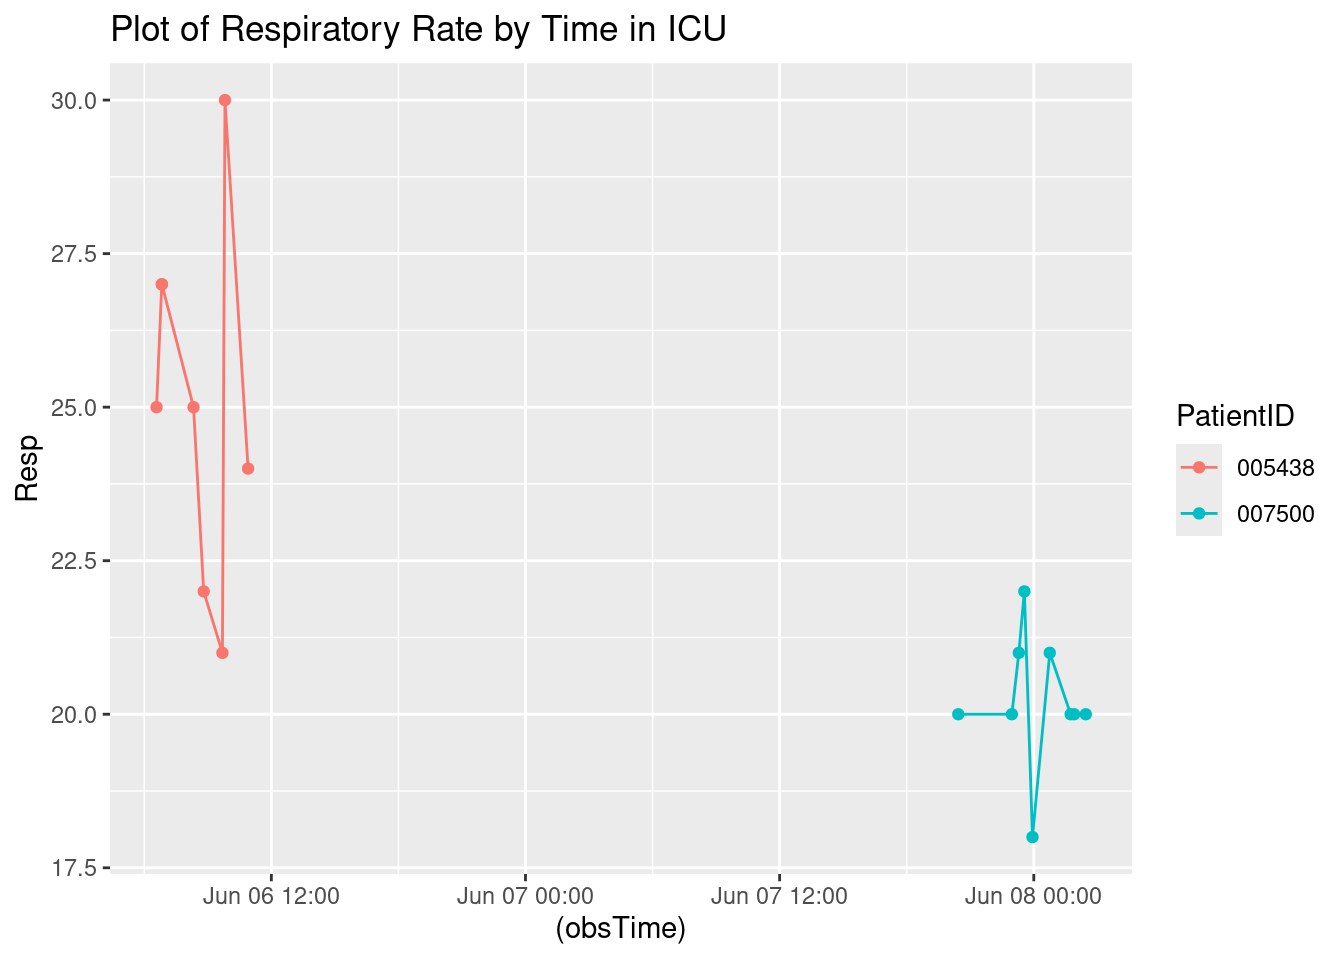 Plot of Respiratory Rate by Time in ICU
30.0
27.5
25.0
22.5
20.0
17.5
Resp
Jun 06 12:00
Jun 07 00:00
Jun 07 12:00
Jun 08 00:00
(obsTime)
PatientID
005438
007500